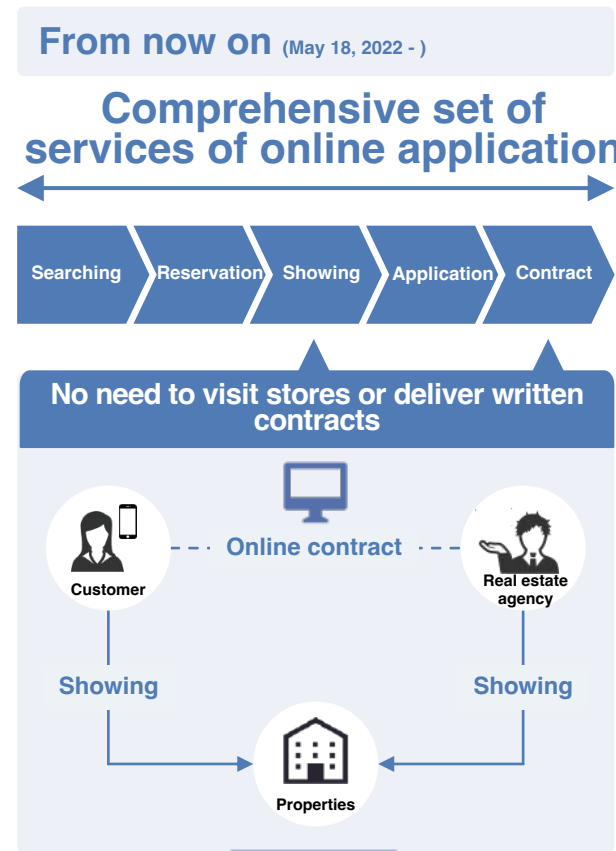 From now on (May 18, 2022 - )
Comprehensive set of
services of online application
Searching
Reservation
Showing
Application
Contract
No need to visit stores or deliver written
contracts
Online contract
Customer
Real estate
agency
Showing
Showing
Properties